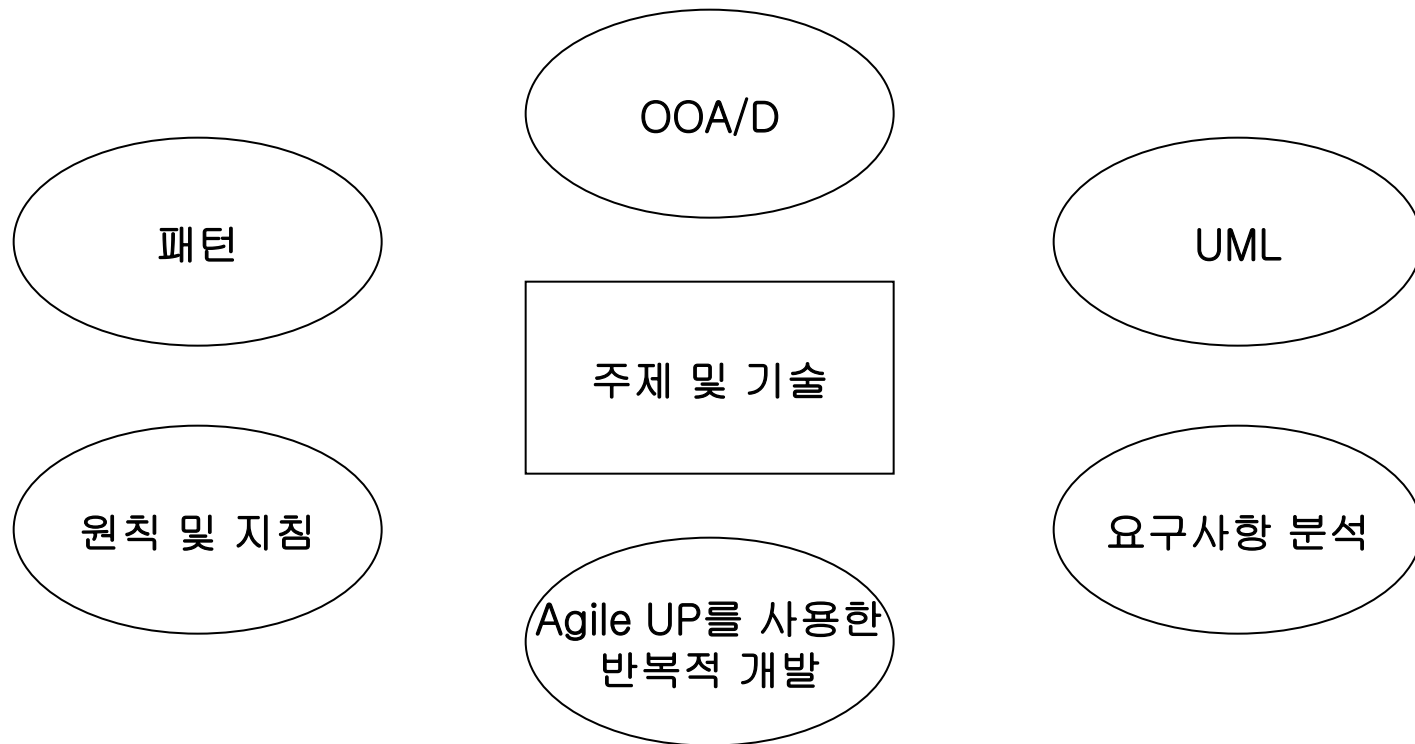 OOA/D
패턴
UML
주제 및 기술
원칙 및 지침
요구사항 분석
Agile UP를 사용한
반복적 개발